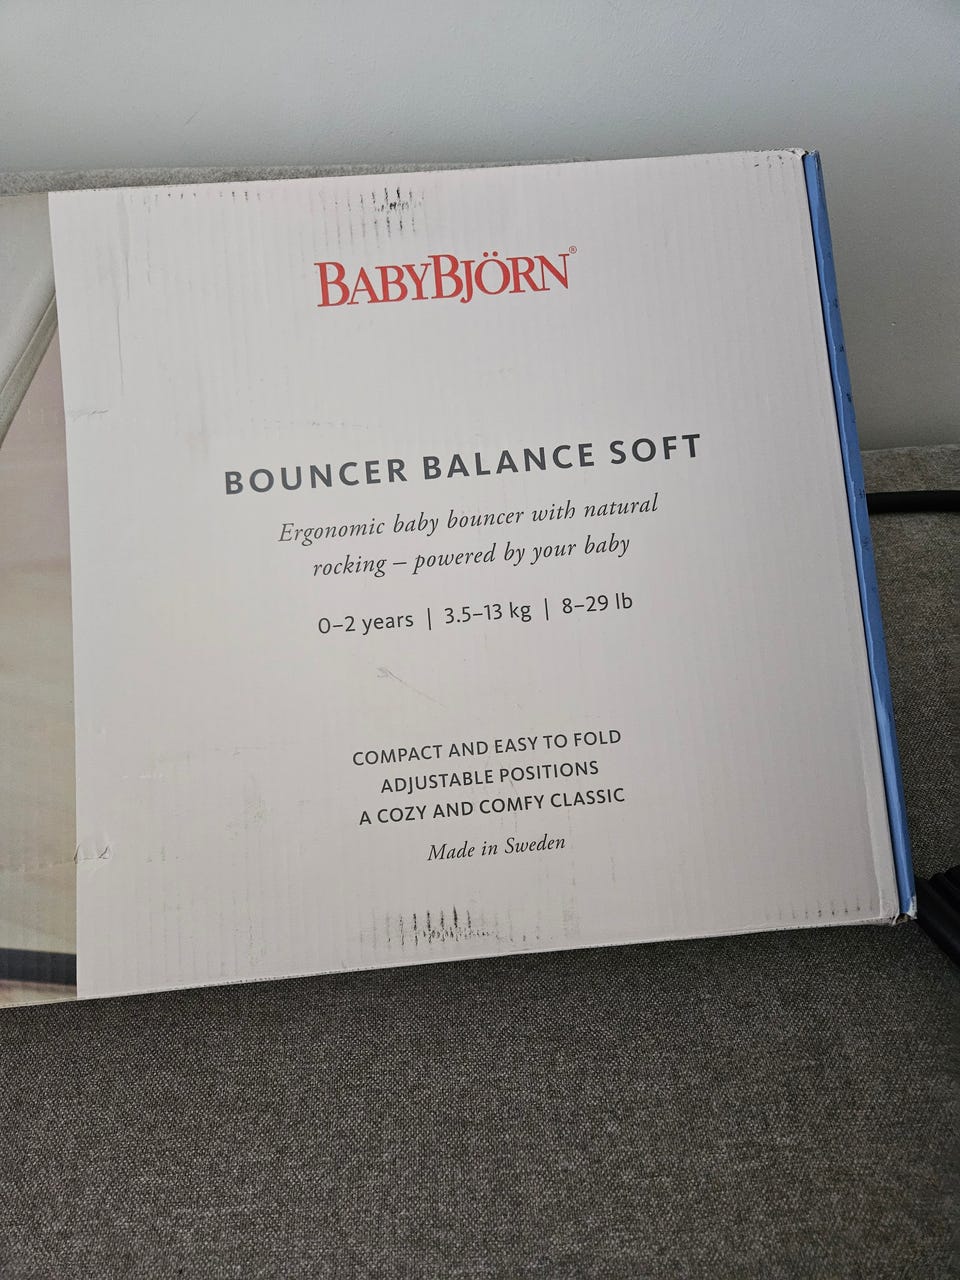 BABYBJÖRN®
BOUNCER BALANCE SOFT
Ergonomic baby bouncer with natural
rocking – powered by your baby
0–2 years | 3.5–13 kg | 8–29 lb
COMPACT AND EASY TO FOLD
ADJUSTABLE POSITIONS
A COZY AND COMFY CLASSIC
Made in Sweden